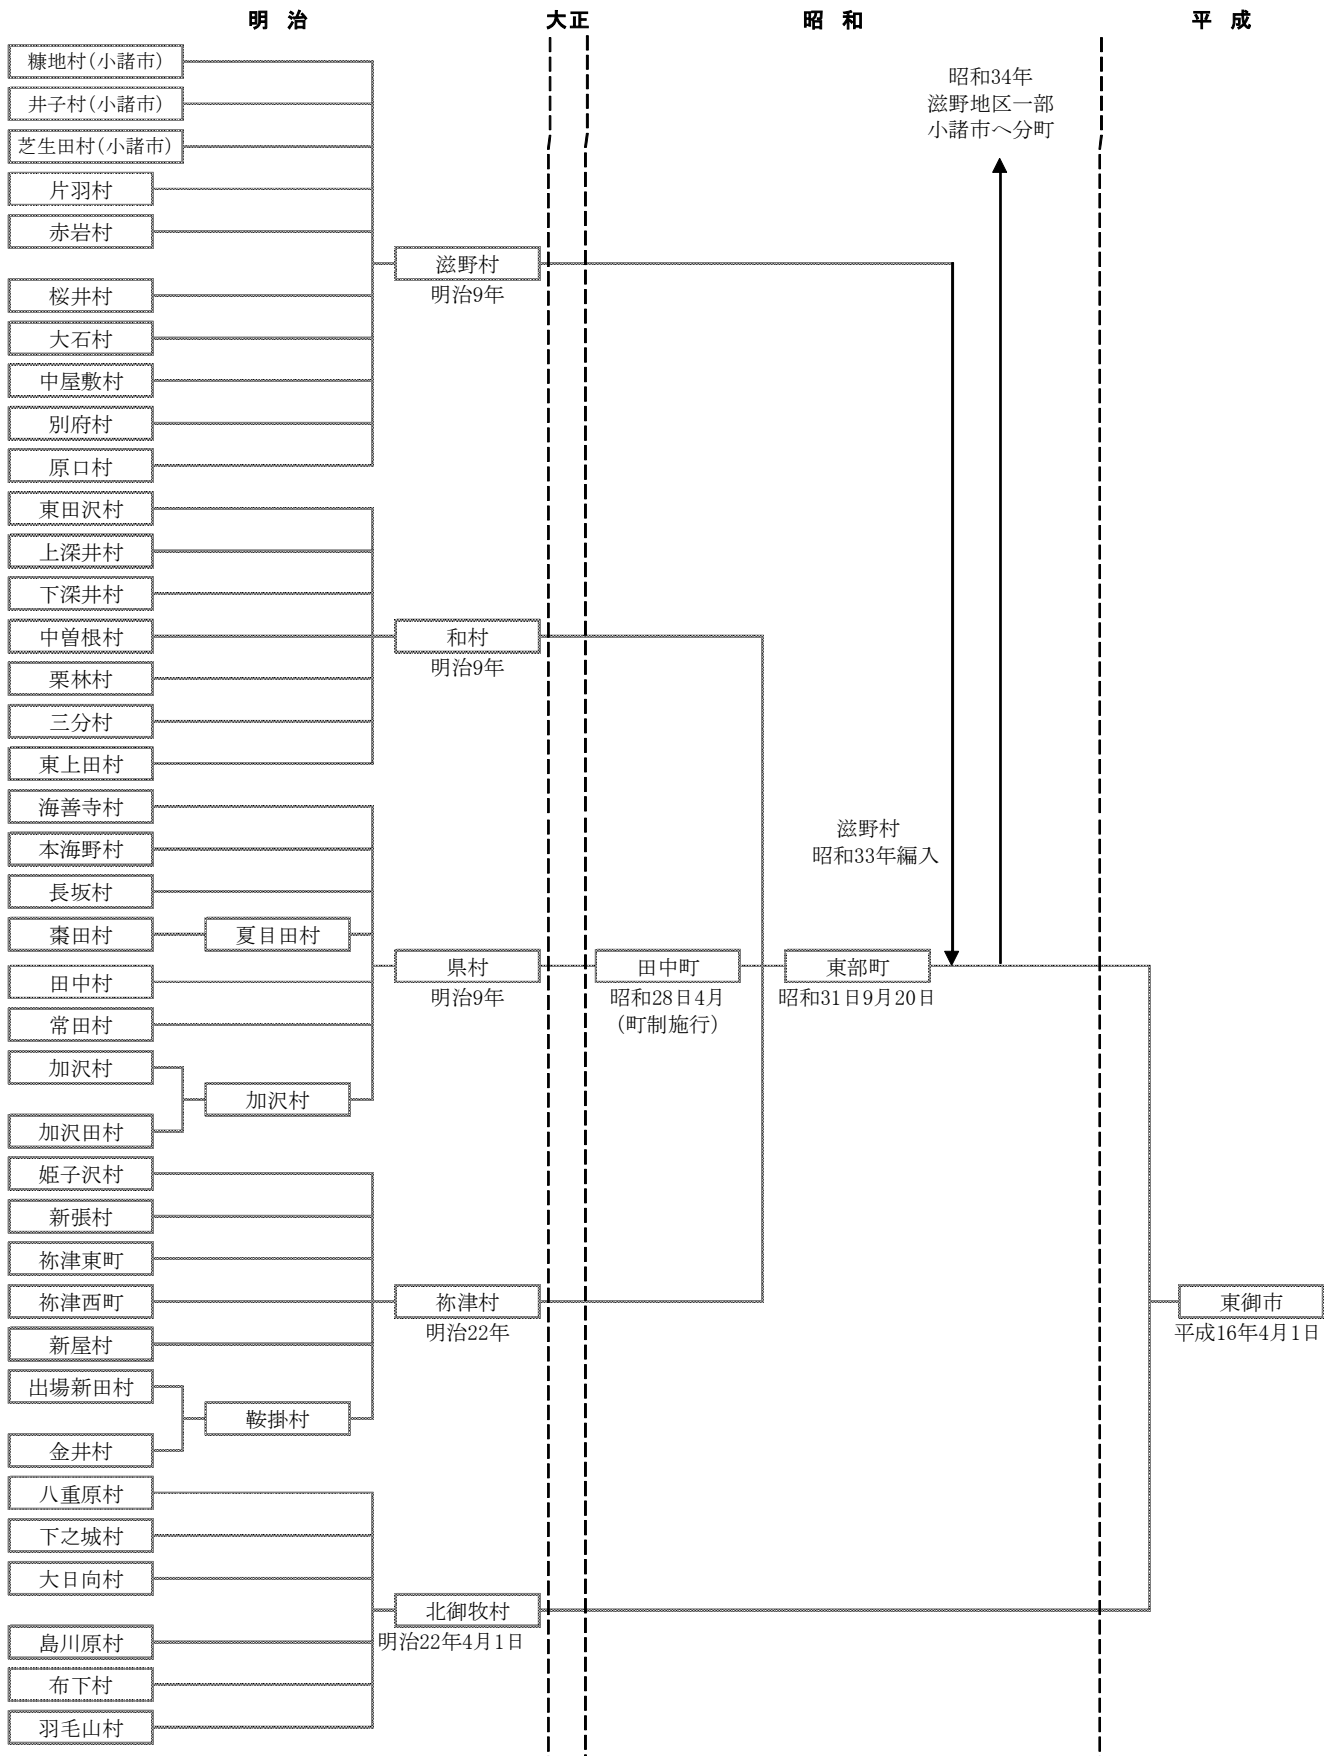 明 治
大正
昭 和
平 成
糠地村(小諸市)
井子村(小諸市)
芝生田村(小諸市)
片羽村
赤岩村
桜井村
大石村
中屋敷村
別府村
原口村
滋野村
明治9年
昭和34年
滋野地区一部
小諸市へ分町
東田沢村
上深井村
下深井村
中曽根村
栗林村
三分村
東上田村
和村
明治9年
海善寺村
本海野村
長坂村
棗田村
夏目田村
田中村
常田村
加沢村
加沢田村
加沢村
県村
明治9年
田中町
昭和28日4月
(町制施行)
東部町
昭和31日9月20日
滋野村
昭和33年編入
姫子沢村
新張村
祢津東町
祢津西町
新屋村
出場新田村
金井村
鞍掛村
祢津村
明治22年
東御市
平成16年4月1日
八重原村
下之城村
大日向村
島川原村
布下村
羽毛山村
北御牧村
明治22年4月1日